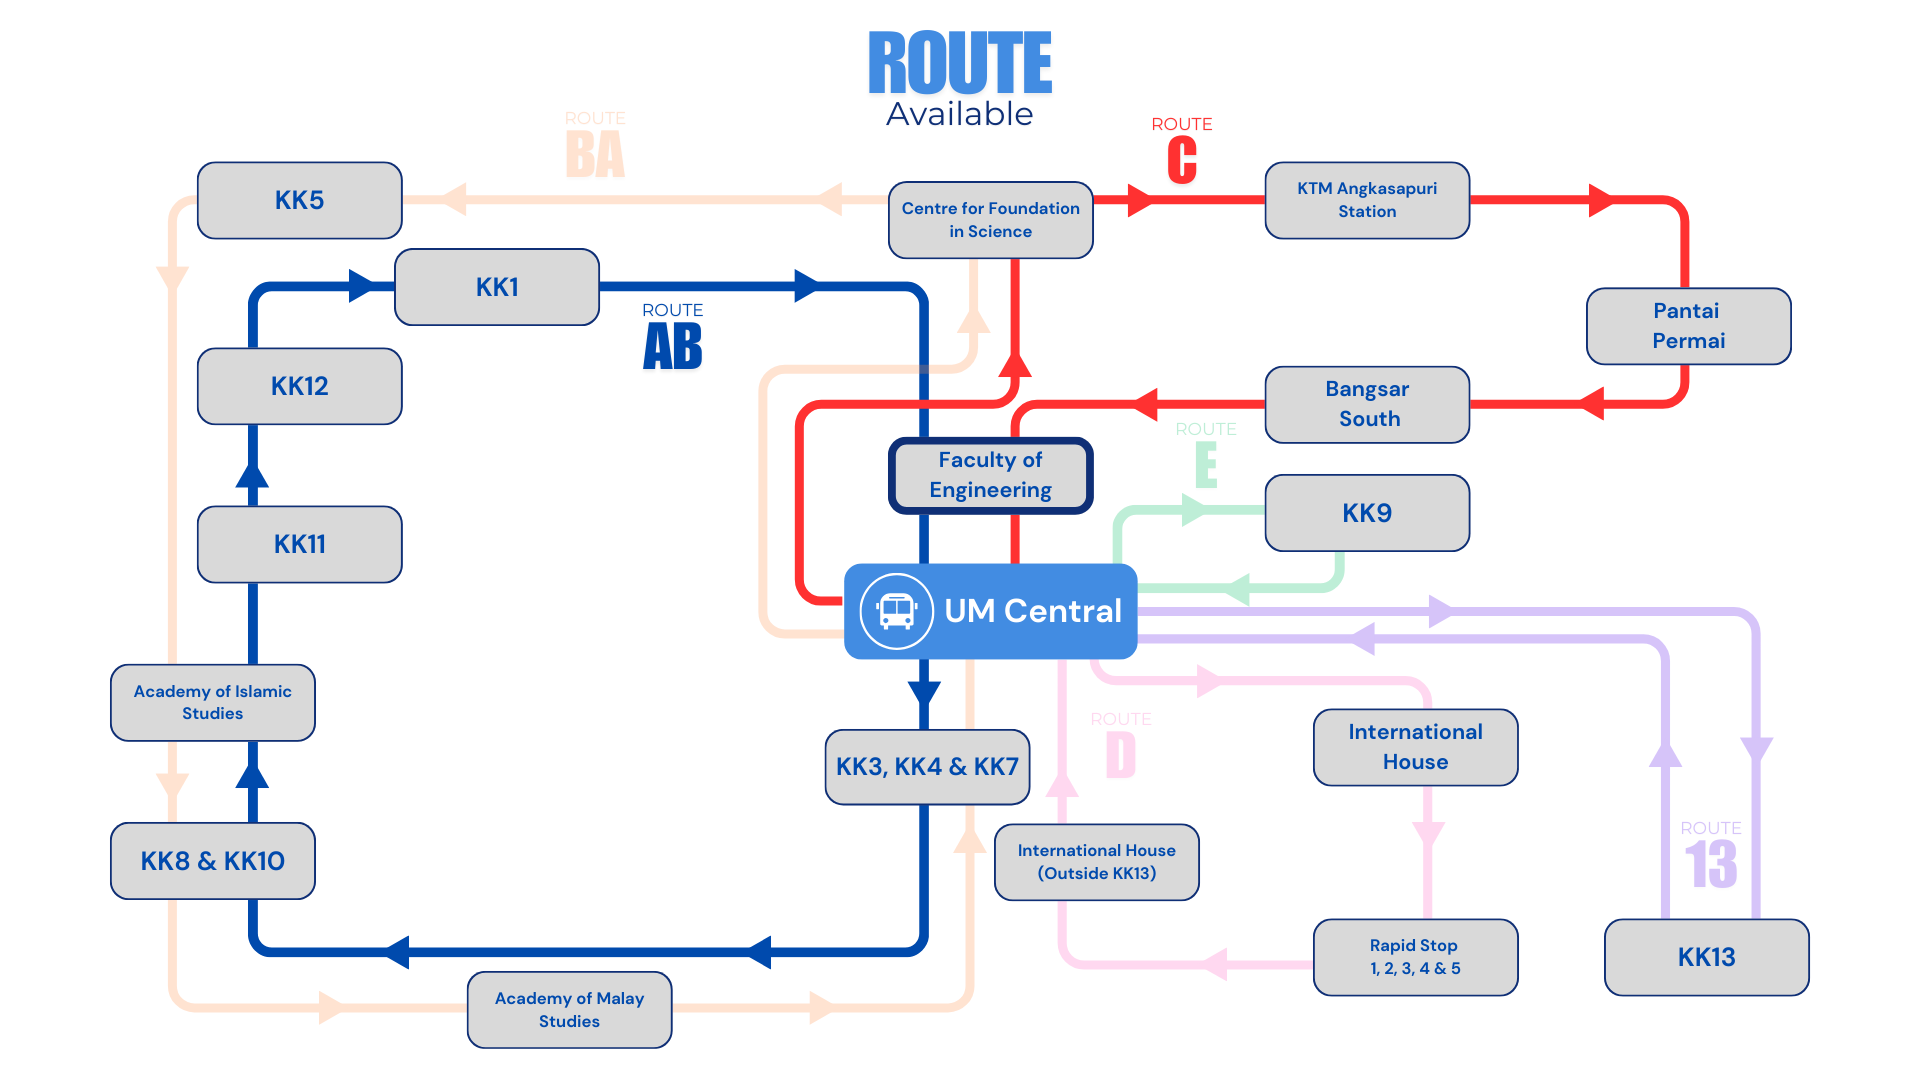 ROUTE
Available
ROUTE
BA
ROUTE
C
KK5
Centre for Foundation
in Science
KTM Angkasapuri
Station
KK1
ROUTE
AB
Pantai
Permai
KK12
Bangsar
South
ROUTE
E
Faculty of
Engineering
KK9
KK11
UM Central
Academy of Islamic
Studies
ROUTE
D
International
House
KK3, KK4 & KK7
ROUTE
13
KK8 & KK10
International House
(Outside KK13)
Rapid Stop
1, 2, 3, 4 & 5
KK13
Academy of Malay
Studies